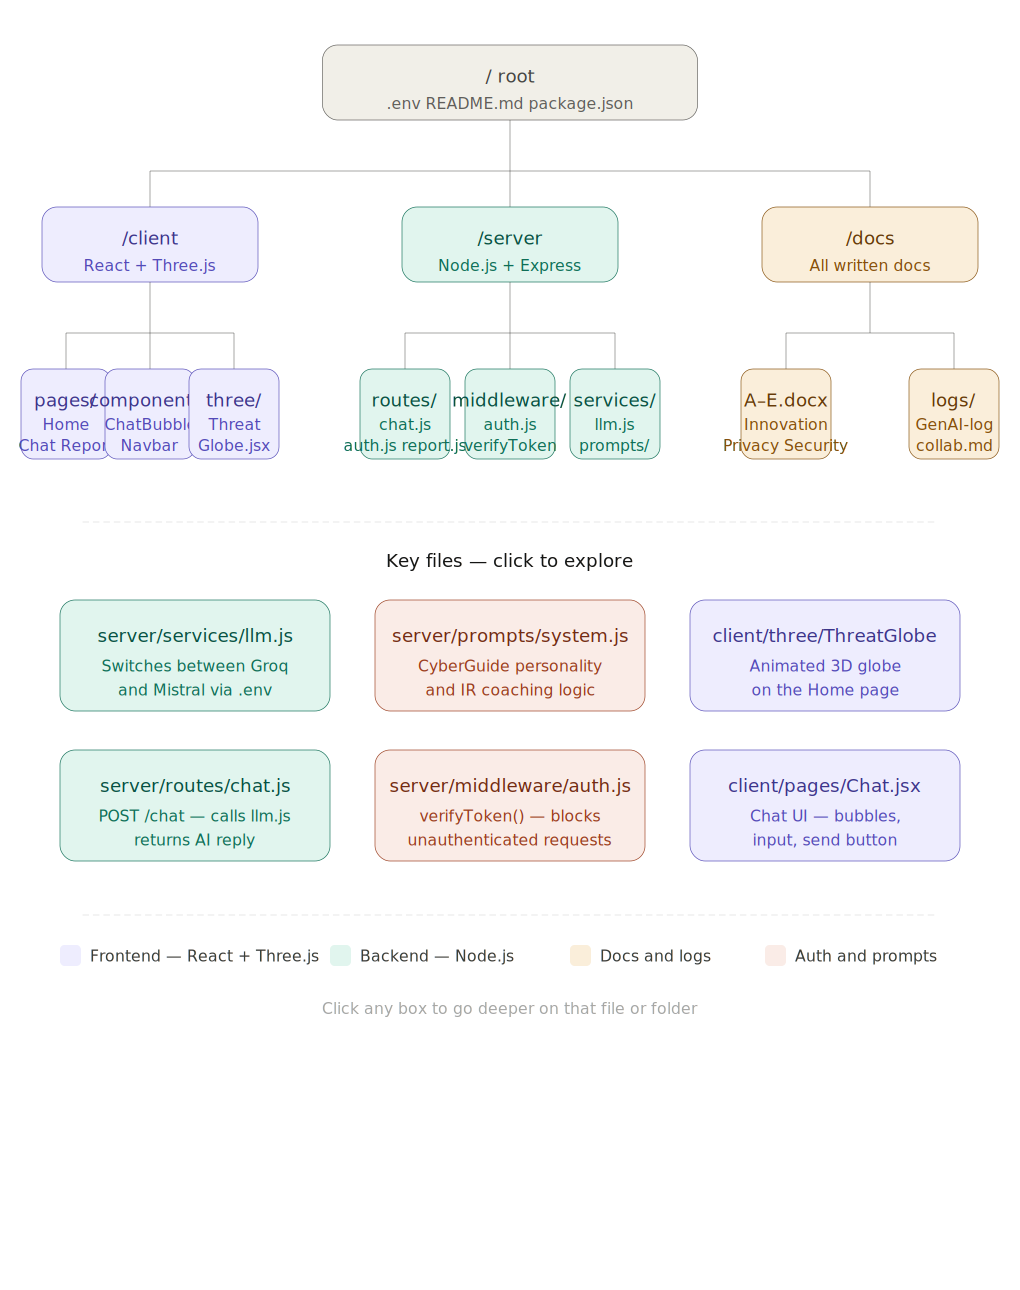 / root
.env README.md package.json
/client
React + Three.js
/server
Node.js + Express
/docs
All written docs
pages/
Home
Chat Repor
component
ChatBubble
Navbar
three/
Threat
Globe.jsx
routes/
chat.js
auth.js report.js
middleware/
auth.js
verifyToken
services/
llm.js
prompts/
A–E.docx
Innovation
Privacy Security
logs/
GenAI-log
collab.md
Key files — click to explore
server/services/llm.js
Switches between Groq
and Mistral via .env
server/prompts/system.js
CyberGuide personality
and IR coaching logic
client/three/ThreatGlobe
Animated 3D globe
on the Home page
server/routes/chat.js
POST /chat — calls llm.js
returns AI reply
server/middleware/auth.js
verifyToken() — blocks
unauthenticated requests
client/pages/Chat.jsx
Chat UI — bubbles,
input, send button
Frontend — React + Three.js
Backend — Node.js
Docs and logs
Auth and prompts
Click any box to go deeper on that file or folder